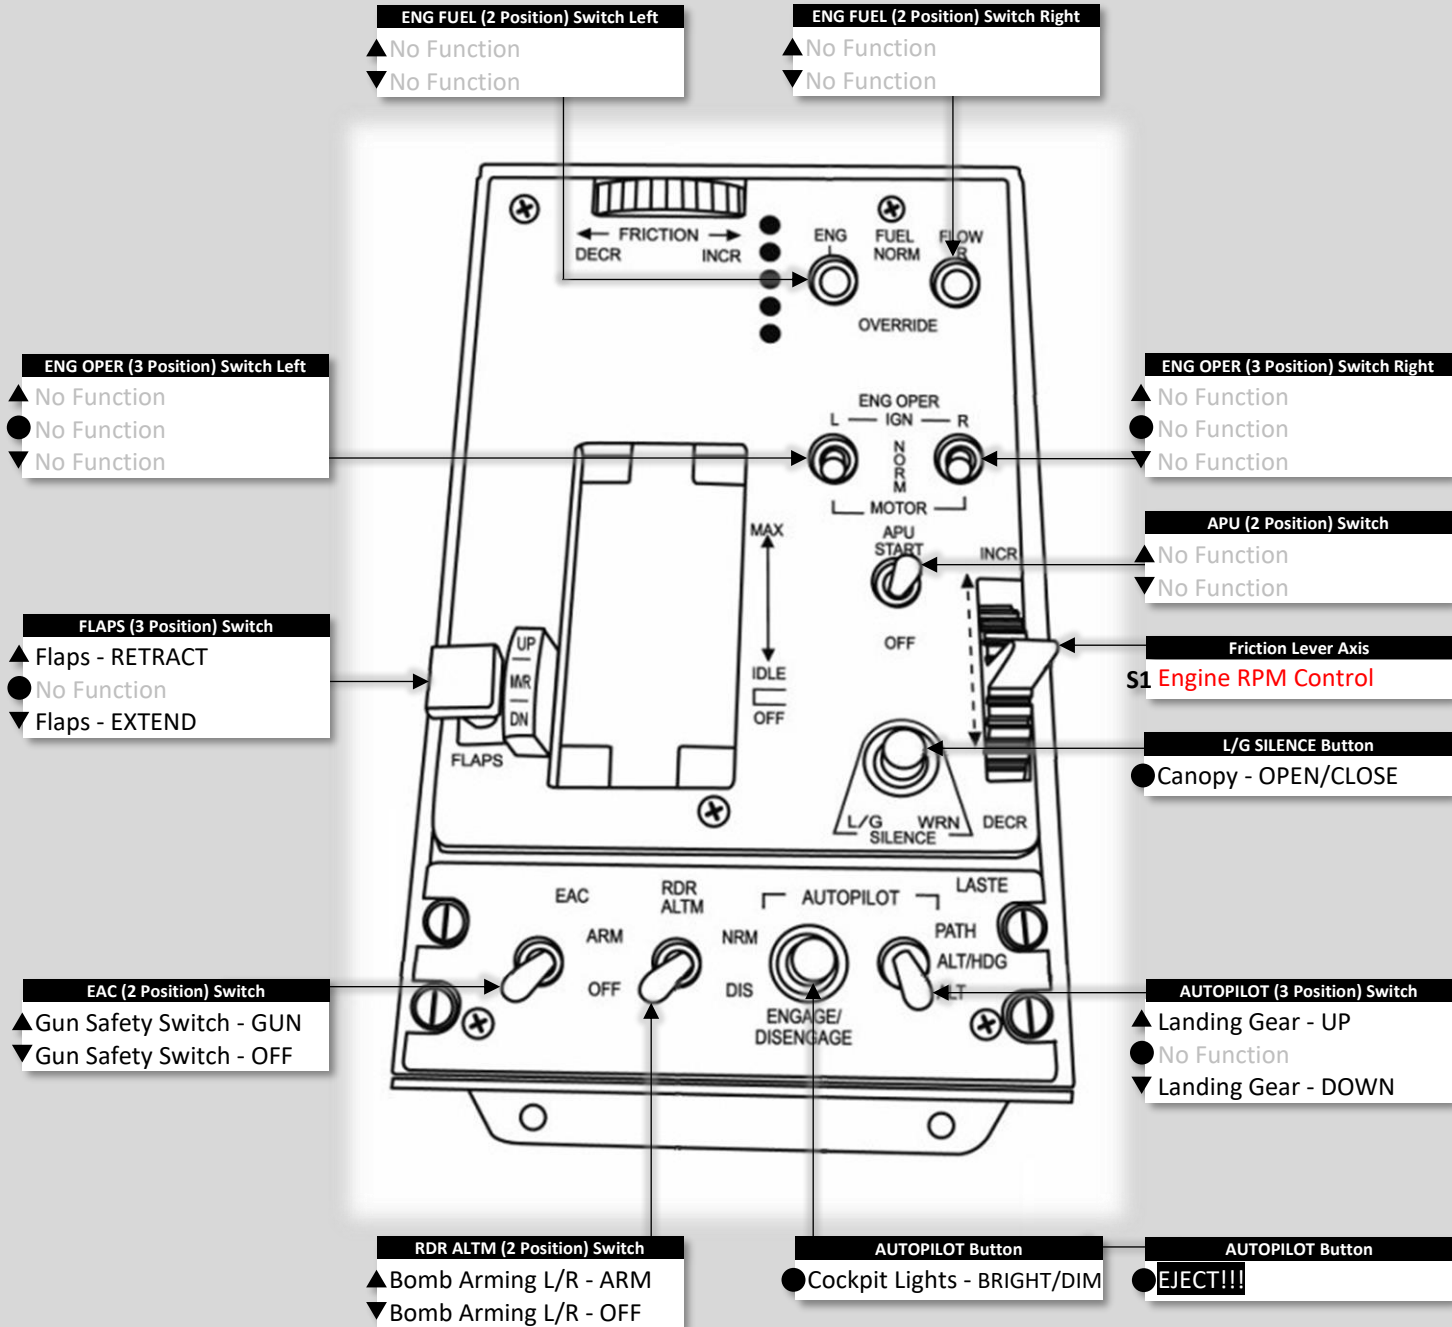 ENG FUEL (2 Position) Switch Left
No Function
No Function
ENG FUEL (2 Position) Switch Right
No Function
No Function
FRICTION
DECR INCR
ENG L
FUEL NORM
FLOW R
OVERRIDE
ENG OPER (3 Position) Switch Left
No Function
No Function
No Function
ENG OPER
L IGN R
NORM
MOTOR
ENG OPER (3 Position) Switch Right
No Function
No Function
No Function
APU
START
OFF
APU (2 Position) Switch
No Function
No Function
MAX
IDLE
OFF
INCR
DECR
FLAPS (3 Position) Switch
Flaps - RETRACT
No Function
Flaps - EXTEND
UP
MVR
DN
FLAPS
Friction Lever Axis
S1 Engine RPM Control
L/G SILENCE Button
Canopy - OPEN/CLOSE
L/G WRN
SILENCE
EAC
ARM
OFF
RDR
ALTM
NRM
DIS
AUTOPILOT
ENGAGE/
DISENGAGE
LASTE
PATH
ALT/HDG
ALT
EAC (2 Position) Switch
Gun Safety Switch - GUN
Gun Safety Switch - OFF
AUTOPILOT (3 Position) Switch
Landing Gear - UP
No Function
Landing Gear - DOWN
RDR ALTM (2 Position) Switch
Bomb Arming L/R - ARM
Bomb Arming L/R - OFF
AUTOPILOT Button
Cockpit Lights - BRIGHT/DIM
AUTOPILOT Button
EJECT!!!